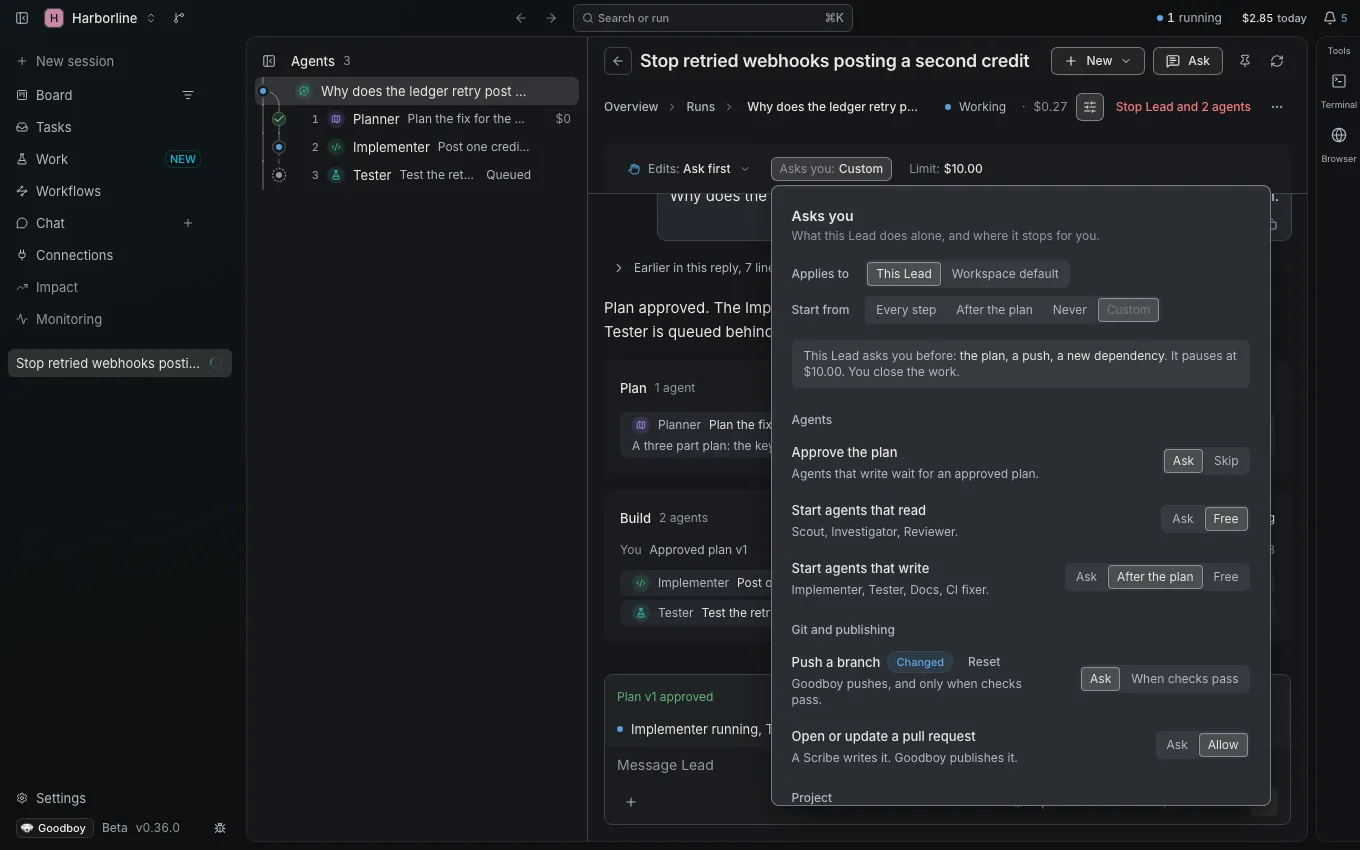 H Harborline
Search or run ⌘K
1 running $2.85 today 5
New session
Board
Tasks
Work NEW
Workflows
Chat
Connections
Impact
Monitoring
Stop retried webhooks posti...
Settings
Goodboy Beta v0.36.0
Agents 3
Why does the ledger retry post ...
1 Planner Plan the fix for the ... $0
2 Implementer Post one credi...
3 Tester Test the ret... Queued
Stop retried webhooks posting a second credit
New Ask
Overview Runs Why does the ledger retry p... Working · $0.27 Stop Lead and 2 agents
Edits: Ask first Asks you: Custom Limit: $10.00
Why does the
Earlier in this reply, 7 line
Plan approved. The Imp
Tester is queued behind
Plan 1 agent
Planner Plan the fix
A three part plan: the key
Build 2 agents
You Approved plan v1
Implementer Post o
Tester Test the retr
Plan v1 approved
Implementer running, T
Message Lead
Asks you
What this Lead does alone, and where it stops for you.
Applies to This Lead Workspace default
Start from Every step After the plan Never Custom
This Lead asks you before: the plan, a push, a new dependency. It pauses at
$10.00. You close the work.
Agents
Approve the plan
Agents that write wait for an approved plan.
Ask Skip
Start agents that read
Scout, Investigator, Reviewer.
Ask Free
Start agents that write
Implementer, Tester, Docs, CI fixer.
Ask After the plan Free
Git and publishing
Push a branch Changed Reset
Goodboy pushes, and only when checks
pass.
Ask When checks pass
Open or update a pull request
A Scribe writes it. Goodboy publishes it.
Ask Allow
Project
Tools
Terminal
Browser